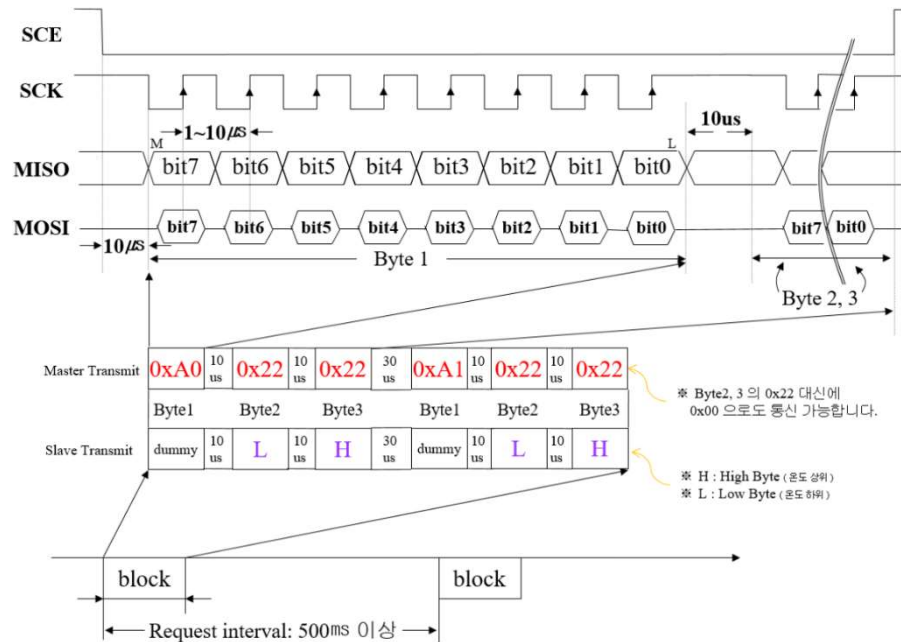 SCE
SCK
1~10㎲
10us
M
L
MISO
bit7 bit6 bit5 bit4 bit3 bit2 bit1 bit0
MOSI
bit7 bit6 bit5 bit4 bit3 bit2 bit1 bit0 bit7 bit0
10㎲
Byte 1
Byte 2, 3
Master Transmit
0xA0 10 us 0x22 10 us 0x22 30 us 0xA1 10 us 0x22 10 us 0x22
※ Byte2, 3 의 0x22 대신에
0x00 으로도 통신 가능합니다.
Byte1 Byte2 Byte3 Byte1 Byte2 Byte3
Slave Transmit
dummy 10 us L 10 us H 30 us dummy 10 us L 10 us H
※ H : High Byte ( 온도 상위 )
※ L : Low Byte ( 온도 하위 )
block block
Request interval: 500㎳ 이상